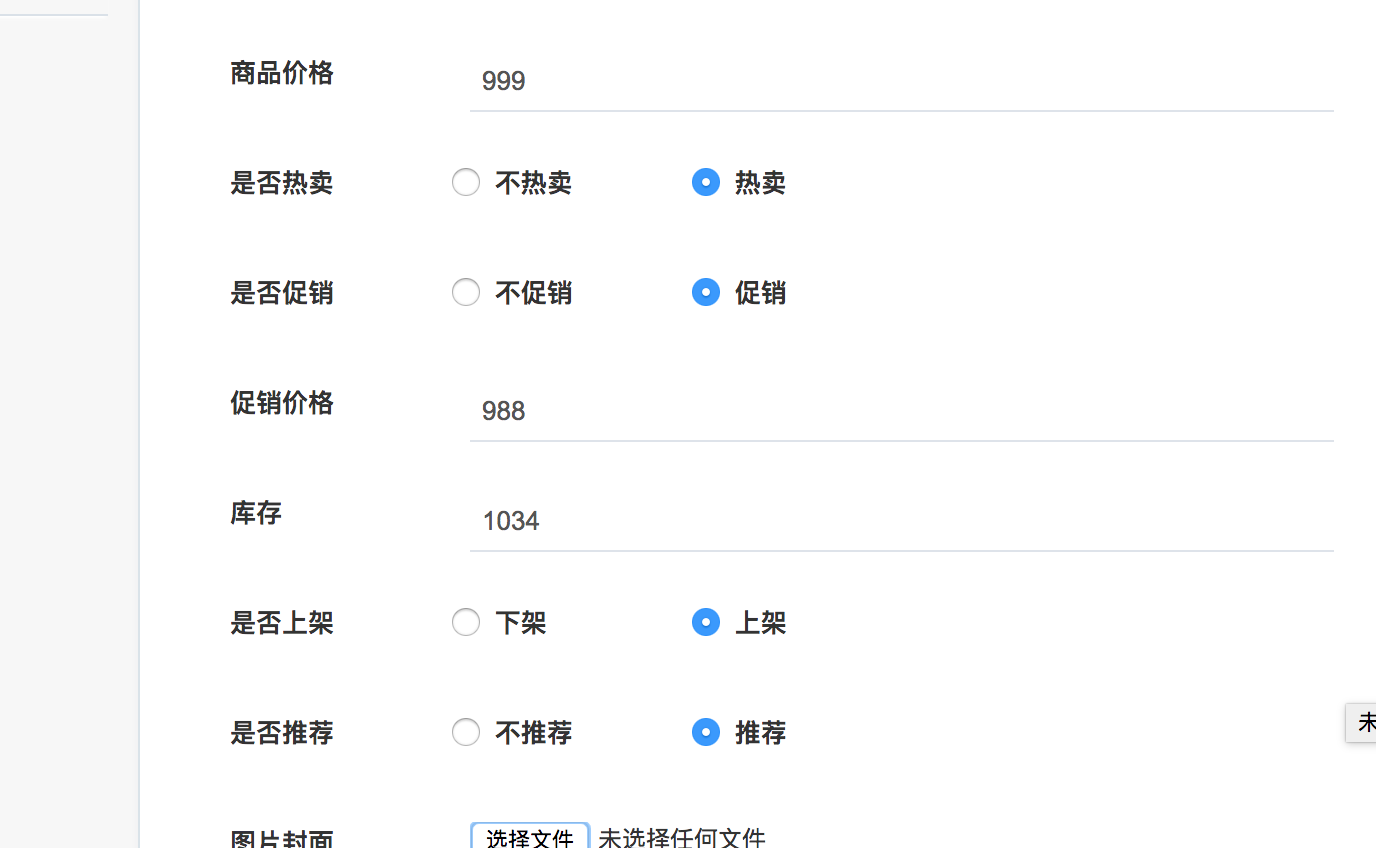 商品价格 999
是否热卖 不热卖 热卖
是否促销 不促销 促销
促销价格 988
库存 1034
是否上架 下架 上架
是否推荐 不推荐 推荐
未
图片封面 选择文件 未选择任何文件